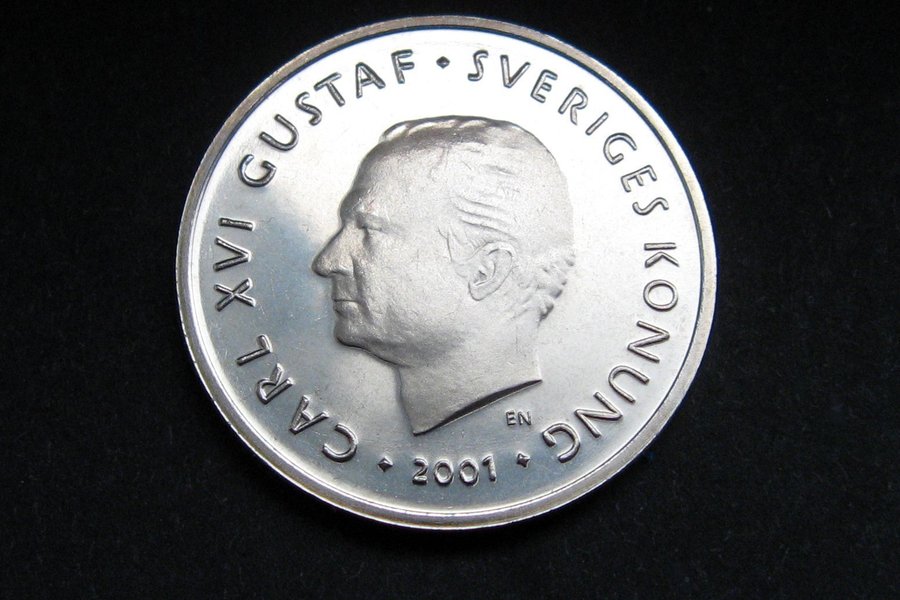 CARL XVI GUSTAF · SVERIGES KONUNG
EN
· 2001 ·